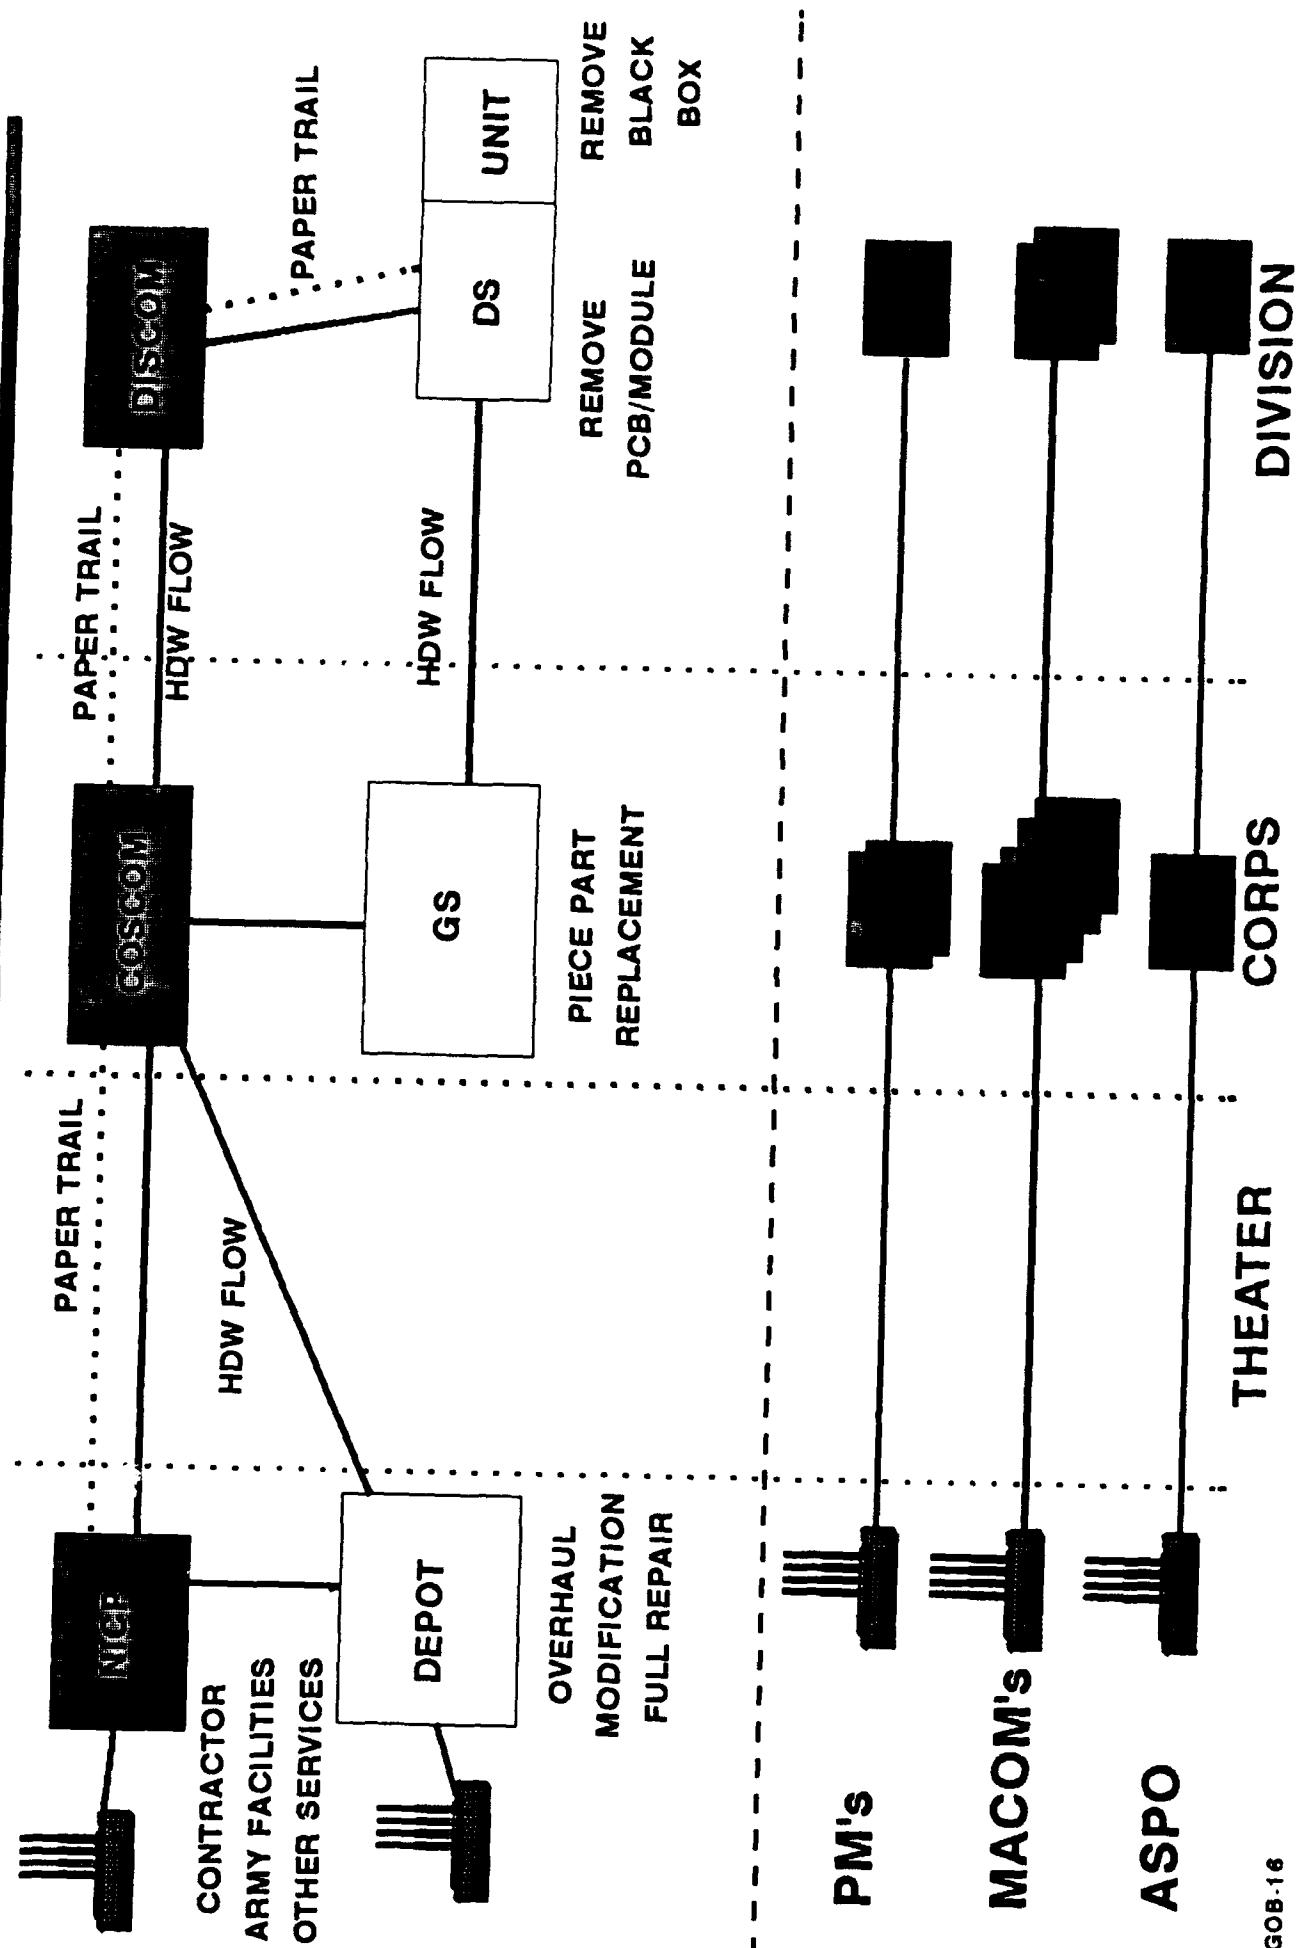 NICP
COSCOM
DISCOM
PAPER TRAIL
PAPER TRAIL
HDW FLOW
PAPER TRAIL
HDW FLOW
HDW FLOW
CONTRACTOR
ARMY FACILITIES
OTHER SERVICES
DEPOT
GS
DS
UNIT
OVERHAUL
MODIFICATION
FULL REPAIR
PIECE PART
REPLACEMENT
REMOVE
PCB/MODULE
REMOVE
BLACK
BOX
PM's
MACOM's
ASPO
THEATER
CORPS
DIVISION
GOB-16